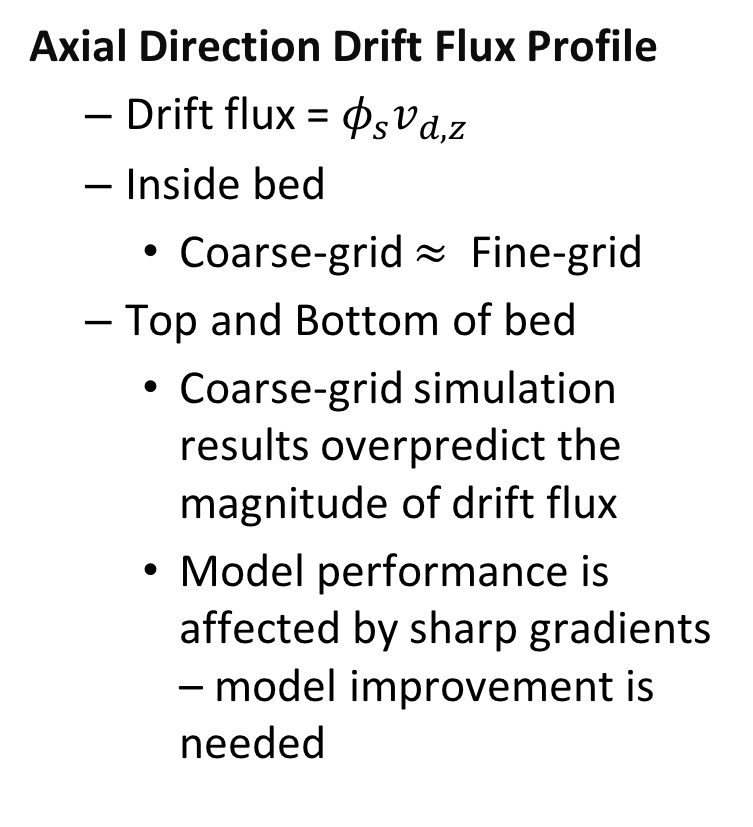 Axial Direction Drift Flux Profile
– Drift flux = ϕₛv_{d,z}
– Inside bed
• Coarse-grid ≈ Fine-grid
– Top and Bottom of bed
• Coarse-grid simulation
results overpredict the
magnitude of drift flux
• Model performance is
affected by sharp gradients
– model improvement is
needed